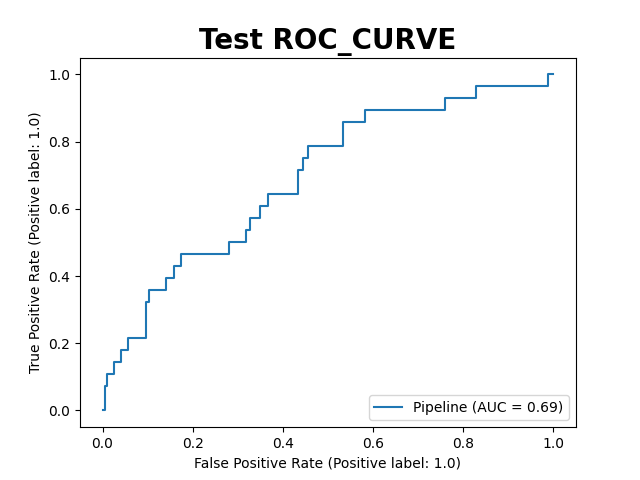 Test ROC_CURVE
True Positive Rate (Positive label: 1.0)
1.0
0.8
0.6
0.4
0.2
0.0
Pipeline (AUC = 0.69)
0.0 0.2 0.4 0.6 0.8 1.0
False Positive Rate (Positive label: 1.0)